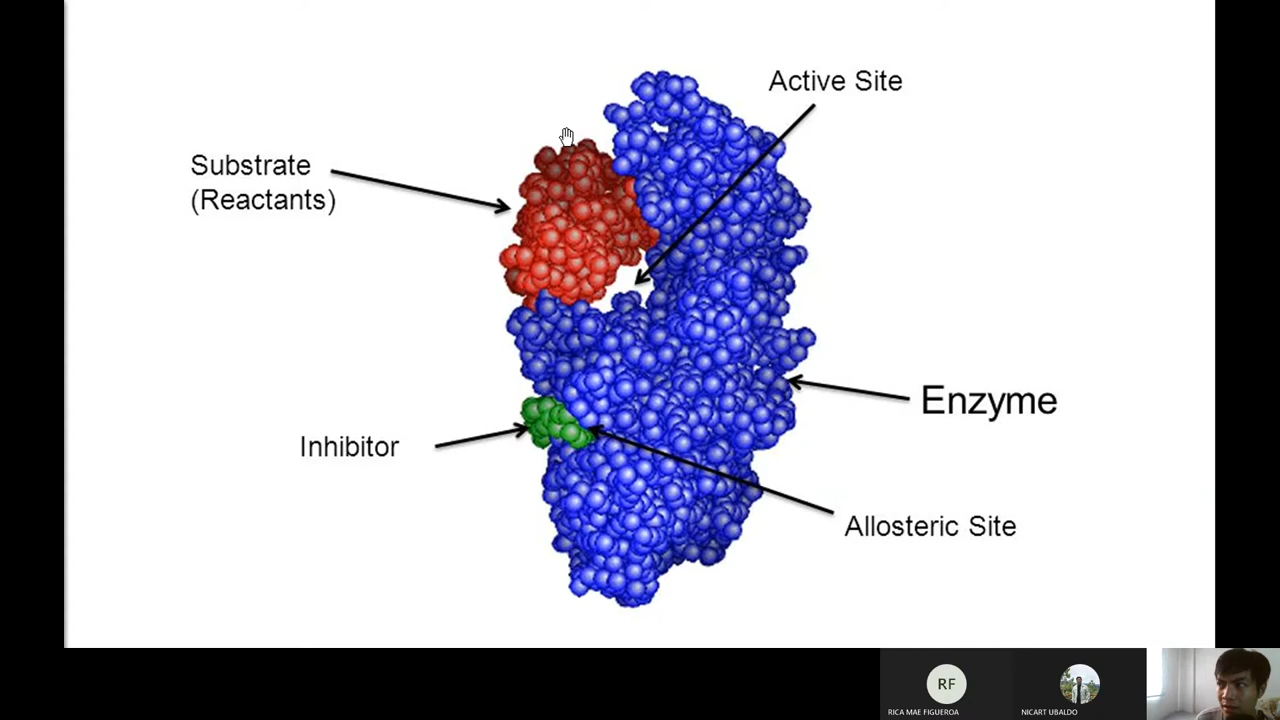 Active Site
Substrate
(Reactants)
Enzyme
Inhibitor
Allosteric Site
RF
RICA MAE FIGUEROA
NICART UBALDO